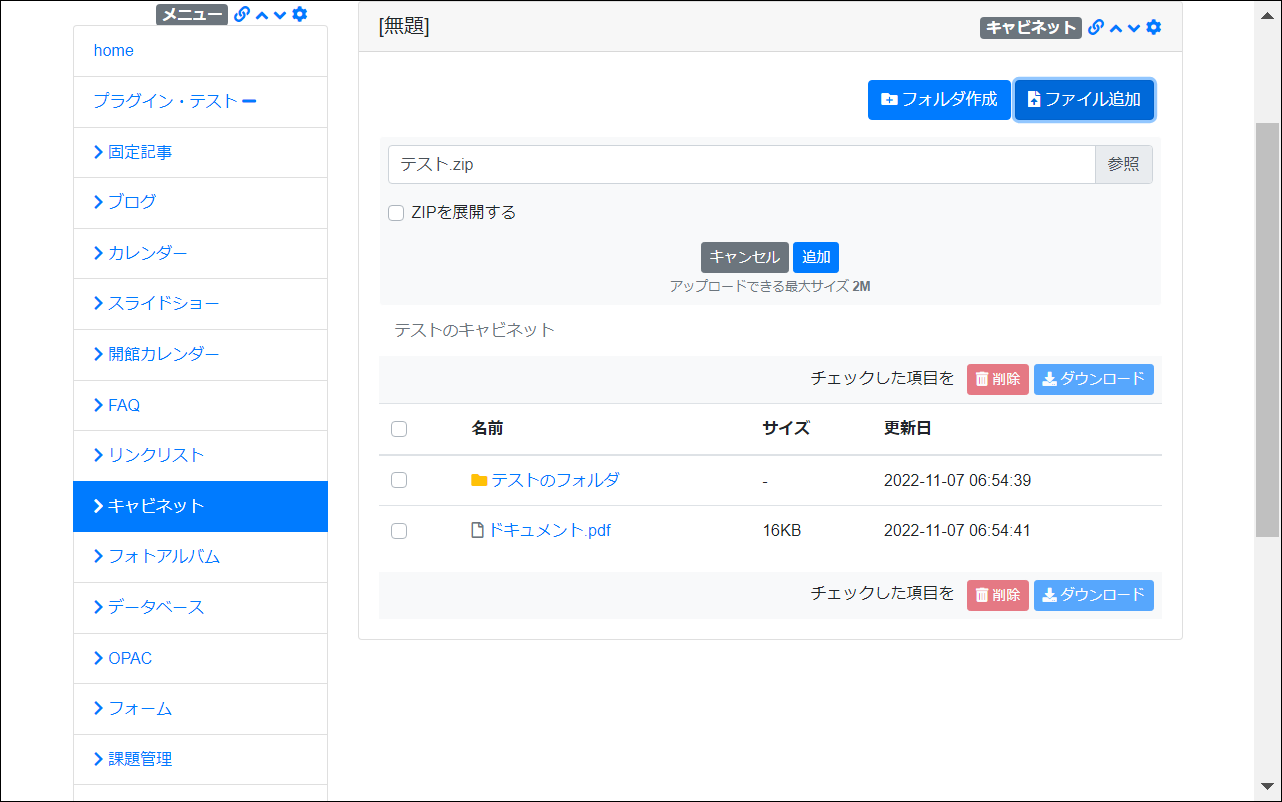 メニュー
home
プラグイン・テスト
固定記事
ブログ
カレンダー
スライドショー
開館カレンダー
FAQ
リンクリスト
キャビネット
フォトアルバム
データベース
OPAC
フォーム
課題管理
[無題]
キャビネット
フォルダ作成 ファイル追加
テスト.zip 参照
ZIPを展開する
キャンセル 追加
アップロードできる最大サイズ 2M
テストのキャビネット
チェックした項目を 削除 ダウンロード
名前 サイズ 更新日
テストのフォルダ - 2022-11-07 06:54:39
ドキュメント.pdf 16KB 2022-11-07 06:54:41
チェックした項目を 削除 ダウンロード